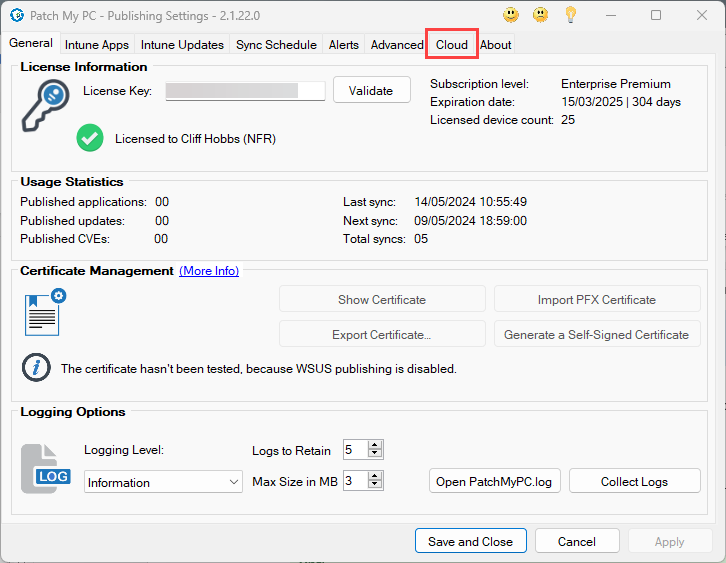 Patch My PC - Publishing Settings - 2.1.22.0
General Intune Apps Intune Updates Sync Schedule Alerts Advanced Cloud About
License Information
License Key: Validate
Licensed to Cliff Hobbs (NFR)
Subscription level: Enterprise Premium
Expiration date: 15/03/2025 | 304 days
Licensed device count: 25
Usage Statistics
Published applications: 00
Published updates: 00
Published CVEs: 00
Last sync: 14/05/2024 10:55:49
Next sync: 09/05/2024 18:59:00
Total syncs: 05
Certificate Management (More Info)
Show Certificate Import PFX Certificate
Export Certificate... Generate a Self-Signed Certificate
The certificate hasn't been tested, because WSUS publishing is disabled.
Logging Options
LOG
Logging Level: Logs to Retain 5
Information Max Size in MB 3 Open PatchMyPC.log Collect Logs
Save and Close Cancel Apply